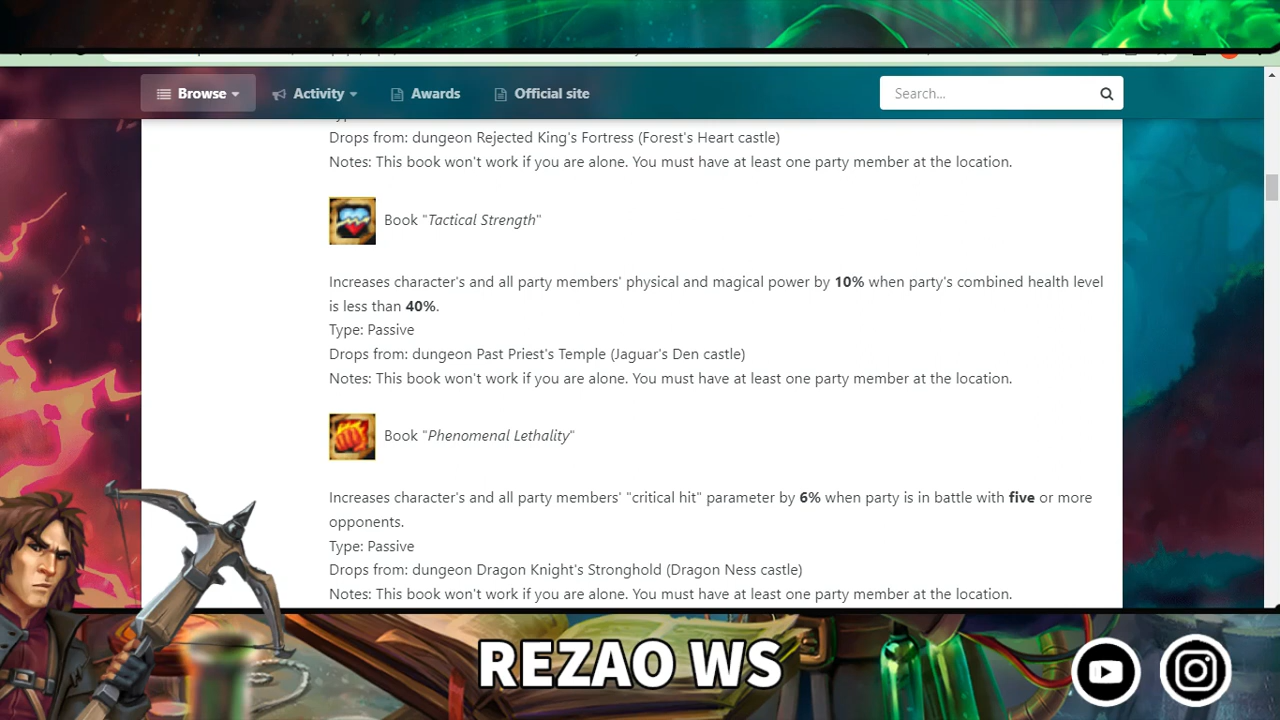 Browse
Activity
Awards
Official site
Search...
Drops from: dungeon Rejected King's Fortress (Forest's Heart castle)
Notes: This book won't work if you are alone. You must have at least one party member at the location.
Book "Tactical Strength"
Increases character's and all party members' physical and magical power by 10% when party's combined health level
is less than 40%.
Type: Passive
Drops from: dungeon Past Priest's Temple (Jaguar's Den castle)
Notes: This book won't work if you are alone. You must have at least one party member at the location.
Book "Phenomenal Lethality"
Increases character's and all party members' "critical hit" parameter by 6% when party is in battle with five or more
opponents.
Type: Passive
Drops from: dungeon Dragon Knight's Stronghold (Dragon Ness castle)
Notes: This book won't work if you are alone. You must have at least one party member at the location.
REZAO WS